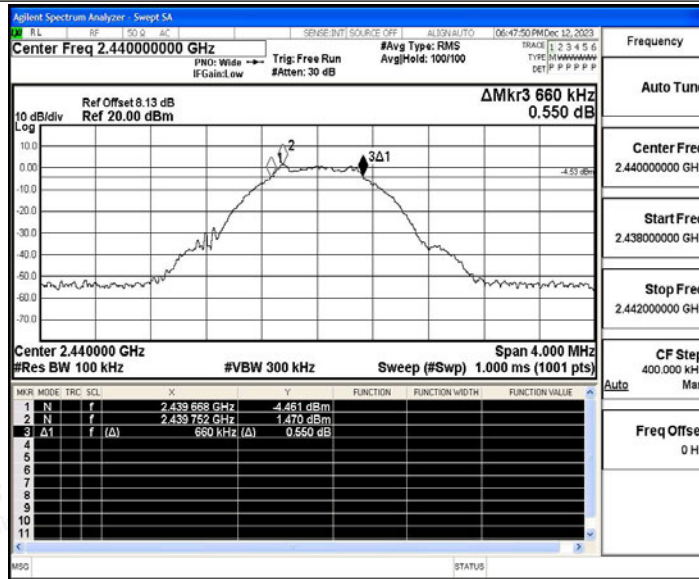 Agilent Spectrum Analyzer - Swept SA
RL RF 50 Ω AC SENSE:INT SOURCE OFF ALIGN AUTO 06:47:50 PM Dec 12, 2023
Center Freq 2.440000000 GHz
PNO: Wide
IFGain:Low
Trig: Free Run
#Atten: 30 dB
#Avg Type: RMS
Avg|Hold: 100/100
TRACE 1 2 3 4 5 6
TYPE M WWWWW
DET P P P P P P
Ref Offset 8.13 dB
Ref 20.00 dBm
10 dB/div
Log
ΔMkr3 660 kHz
0.550 dB
10.0
0.00
-10.0
-20.0
-30.0
-40.0
-50.0
-60.0
-70.0
1
2
3Δ1
-4.53 dBm
Center 2.440000 GHz Span 4.000 MHz
#Res BW 100 kHz #VBW 300 kHz Sweep (#Swp) 1.000 ms (1001 pts)
MKR MODE TRC SCL X Y FUNCTION FUNCTION WIDTH FUNCTION VALUE
1 N f 2.439 668 GHz -4.461 dBm
2 N f 2.439 752 GHz 1.470 dBm
3 Δ1 f (Δ) 660 kHz (Δ) 0.550 dB
4
5
6
7
8
9
10
11
MSG STATUS
Frequency
Auto Tune
Center Freq
2.440000000 GH
Start Freq
2.438000000 GH
Stop Freq
2.442000000 GH
CF Step
400.000 kH
Auto Ma
Freq Offse
0 H